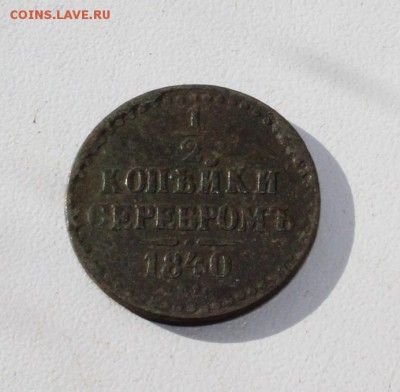 COINS.LAVE.RU
1
2
КОПѢЙКИ
СЕРЕБРОМЪ
1840